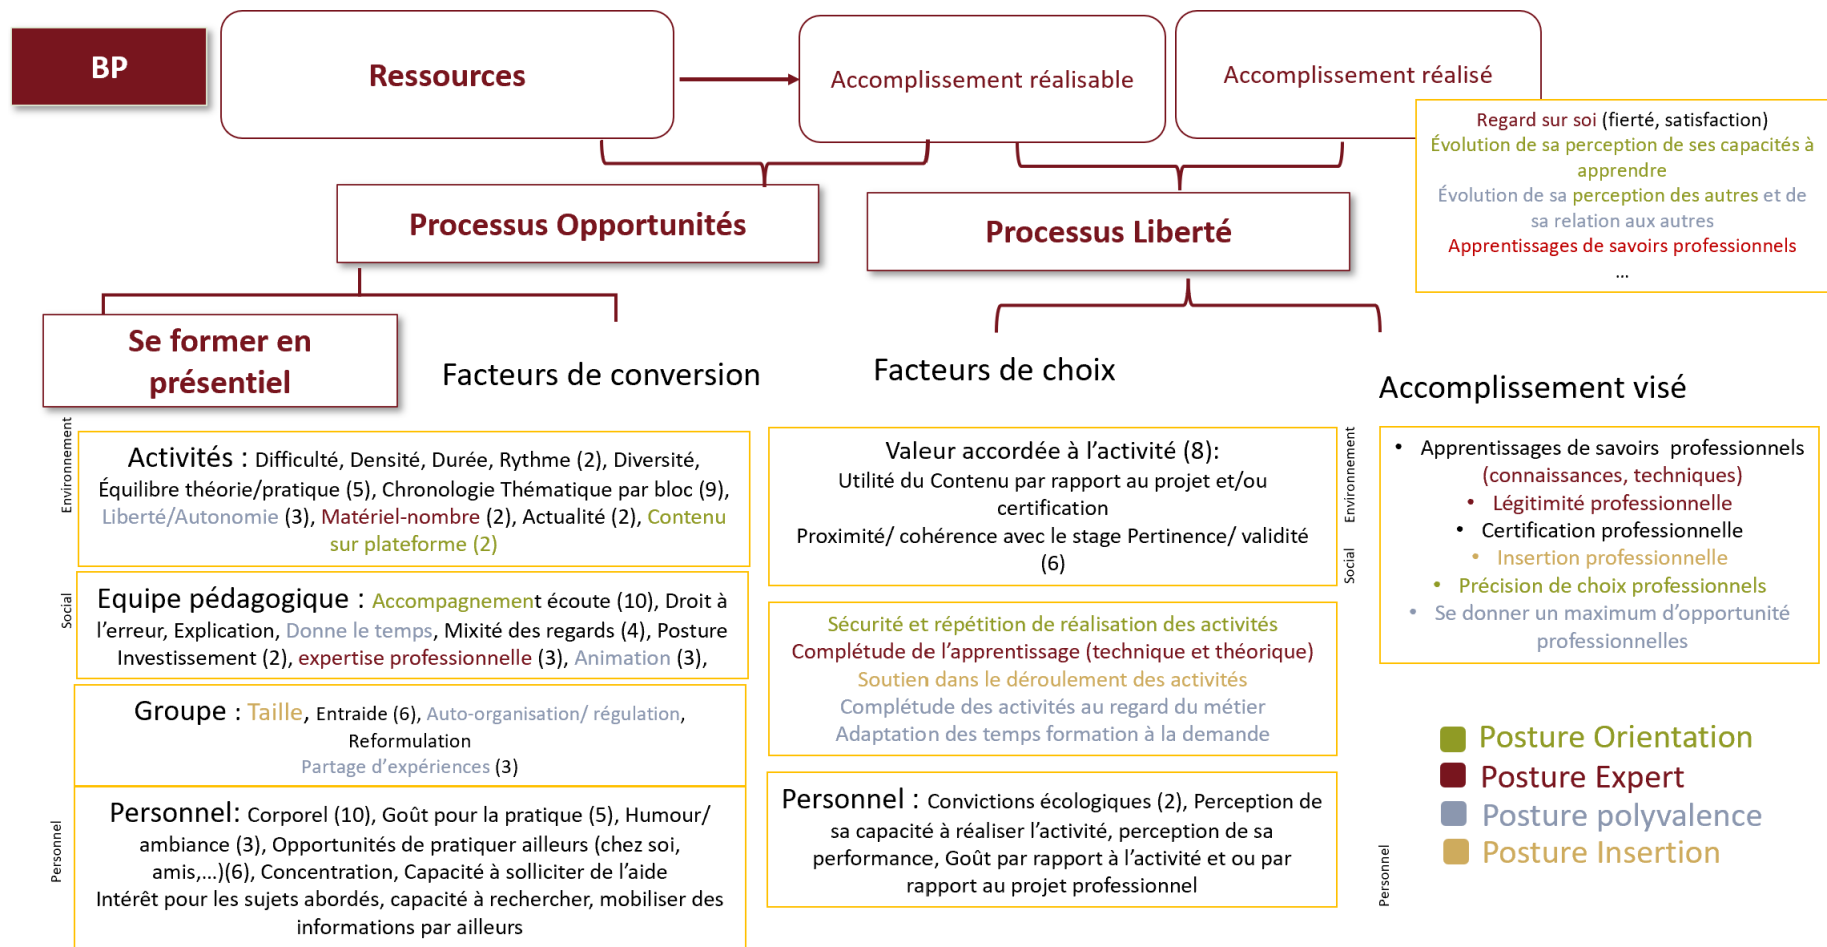 BP
Ressources
Accomplissement réalisable
Accomplissement réalisé
Regard sur soi (fierté, satisfaction)
Évolution de sa perception de ses capacités à
apprendre
Évolution de sa perception des autres et de
sa relation aux autres
Apprentissages de savoirs professionnels
...
Processus Opportunités
Processus Liberté
Se former en
présentiel
Facteurs de conversion
Facteurs de choix
Accomplissement visé
Environnement
Activités : Difficulté, Densité, Durée, Rythme (2), Diversité,
Équilibre théorie/pratique (5), Chronologie Thématique par bloc (9),
Liberté/Autonomie (3), Matériel-nombre (2), Actualité (2), Contenu
sur plateforme (2)
Social
Equipe pédagogique : Accompagnement écoute (10), Droit à
l'erreur, Explication, Donne le temps, Mixité des regards (4), Posture
Investissement (2), expertise professionnelle (3), Animation (3),
Groupe : Taille, Entraide (6), Auto-organisation/ régulation,
Reformulation
Partage d'expériences (3)
Personnel
Personnel: Corporel (10), Goût pour la pratique (5), Humour/
ambiance (3), Opportunités de pratiquer ailleurs (chez soi,
amis,...)(6), Concentration, Capacité à solliciter de l'aide
Intérêt pour les sujets abordés, capacité à rechercher, mobiliser des
informations par ailleurs
Valeur accordée à l'activité (8):
Utilité du Contenu par rapport au projet et/ou
certification
Proximité/ cohérence avec le stage Pertinence/ validité
(6)
Environnement
Social
Sécurité et répétition de réalisation des activités
Complétude de l'apprentissage (technique et théorique)
Soutien dans le déroulement des activités
Complétude des activités au regard du métier
Adaptation des temps formation à la demande
Personnel : Convictions écologiques (2), Perception de
sa capacité à réaliser l'activité, perception de sa
performance, Goût par rapport à l'activité et ou par
rapport au projet professionnel
Personnel
• Apprentissages de savoirs professionnels
(connaissances, techniques)
• Légitimité professionnelle
• Certification professionnelle
• Insertion professionnelle
• Précision de choix professionnels
• Se donner un maximum d'opportunité
professionnelles
Posture Orientation
Posture Expert
Posture polyvalence
Posture Insertion